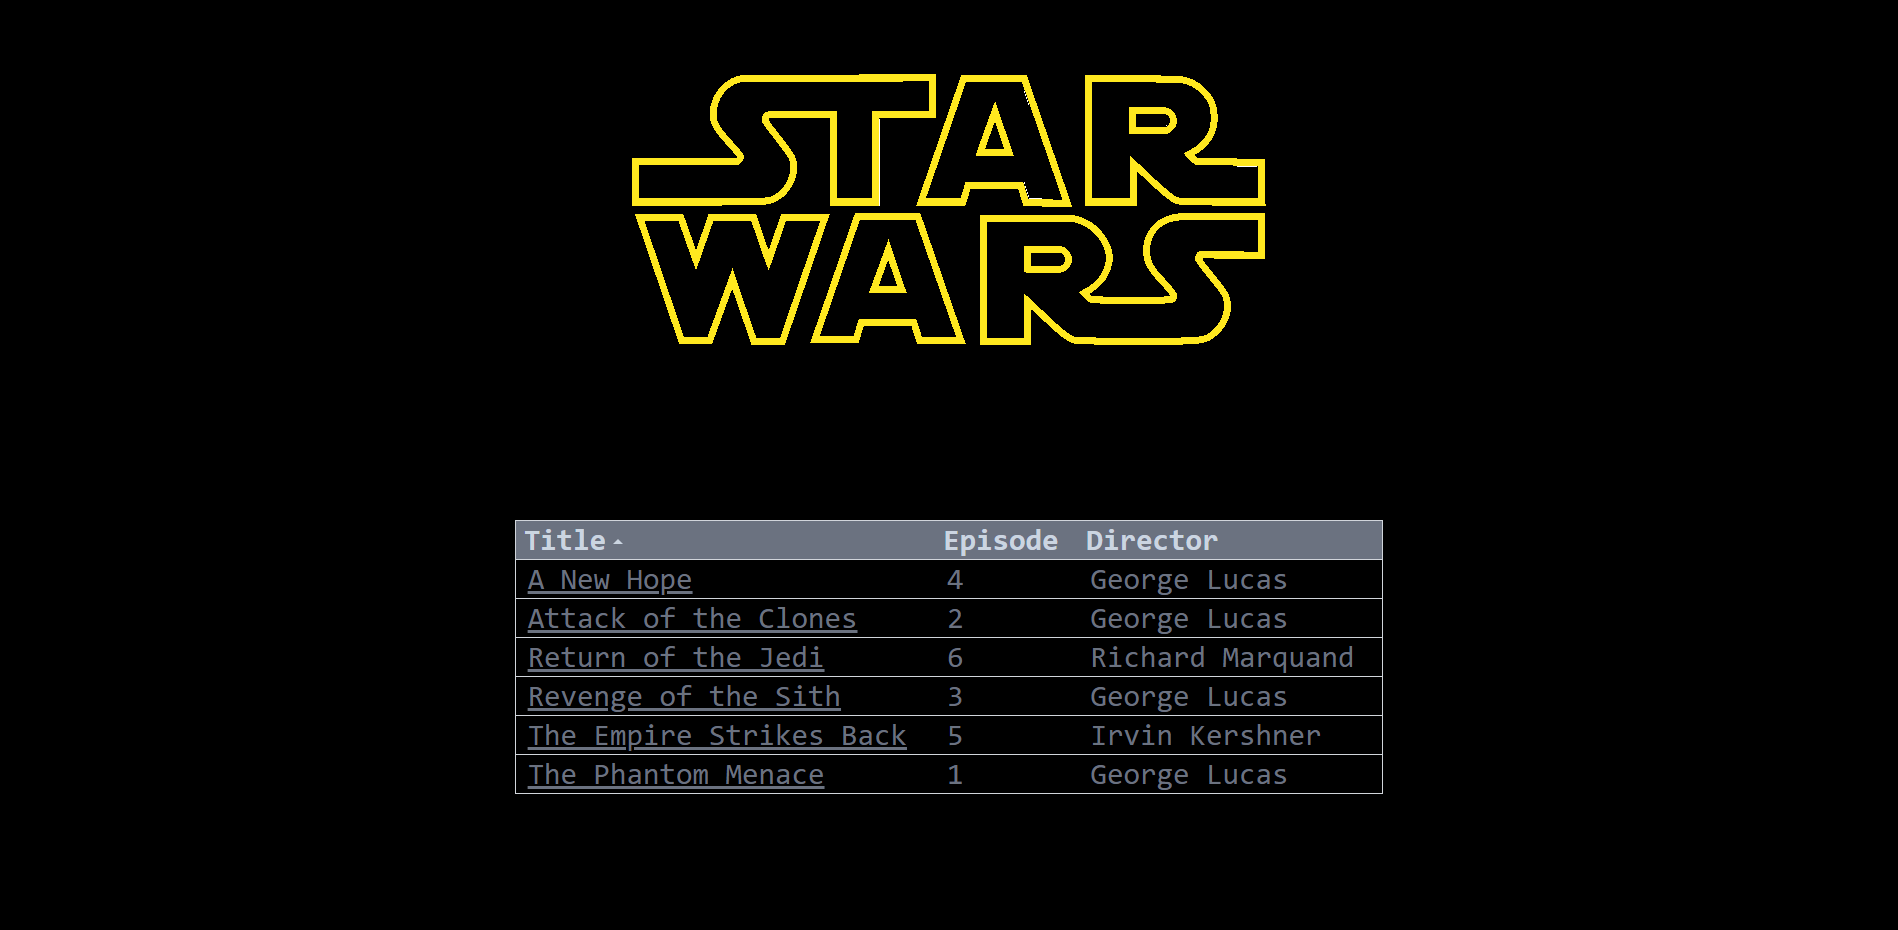 STAR
WARS
Title Episode Director
A New Hope 4 George Lucas
Attack of the Clones 2 George Lucas
Return of the Jedi 6 Richard Marquand
Revenge of the Sith 3 George Lucas
The Empire Strikes Back 5 Irvin Kershner
The Phantom Menace 1 George Lucas